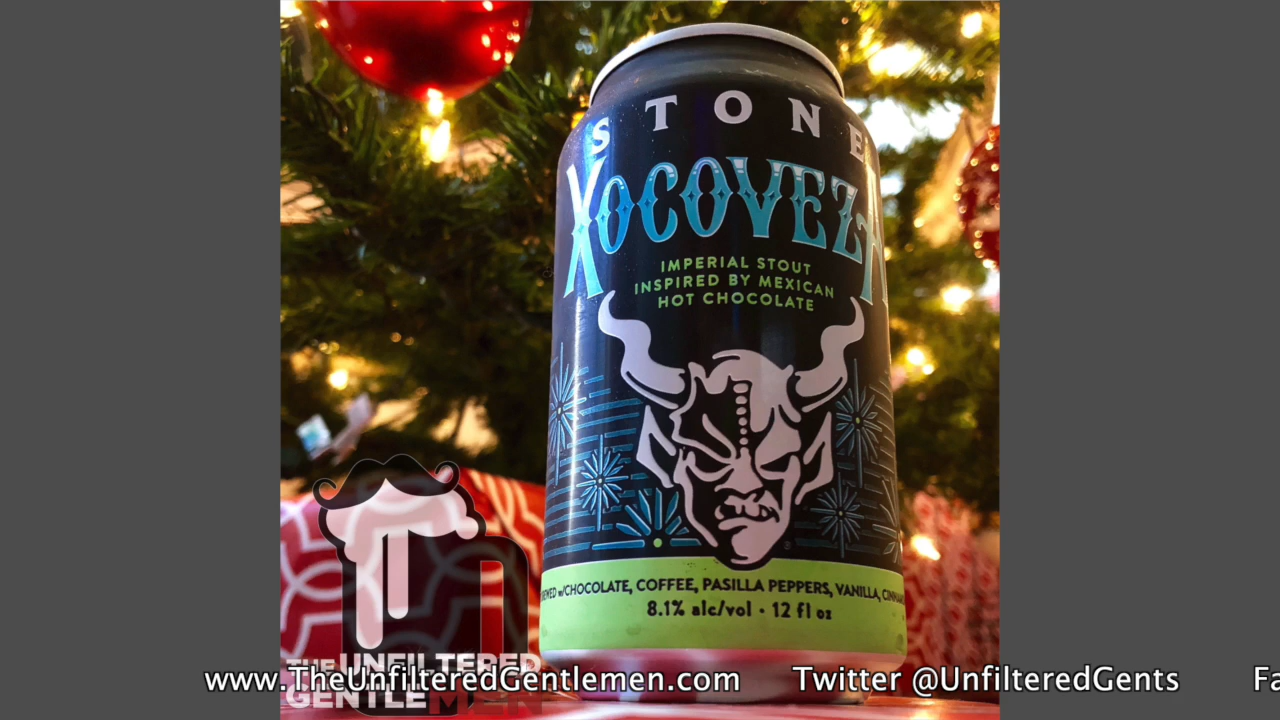 STONE
XOCOVEZA
IMPERIAL STOUT
INSPIRED BY MEXICAN
HOT CHOCOLATE
CHOCOLATE, COFFEE, PASILLA PEPPERS, VANILLA,
8.1% alc/vol · 12 fl oz
THE UNFILTERED
GENTLEMEN
www.TheUnfilteredGentlemen.com Twitter @UnfilteredGents Fa